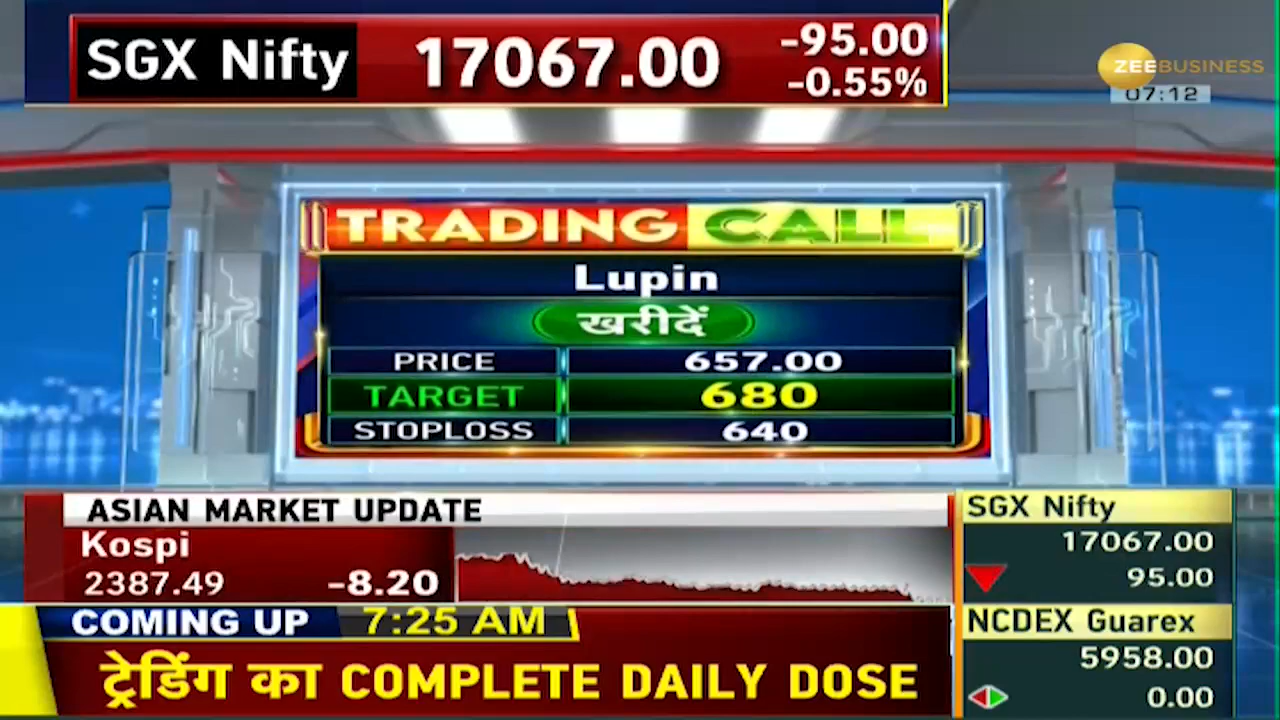 SGX Nifty 17067.00 -95.00
-0.55%
ZEEBUSINESS
07:12
TRADING CALL
Lupin
खरीदें
PRICE 657.00
TARGET 680
STOPLOSS 640
ASIAN MARKET UPDATE
Kospi
2387.49 -8.20
SGX Nifty
17067.00
95.00
NCDEX Guarex
5958.00
0.00
COMING UP 7:25 AM
ट्रेडिंग का COMPLETE DAILY DOSE